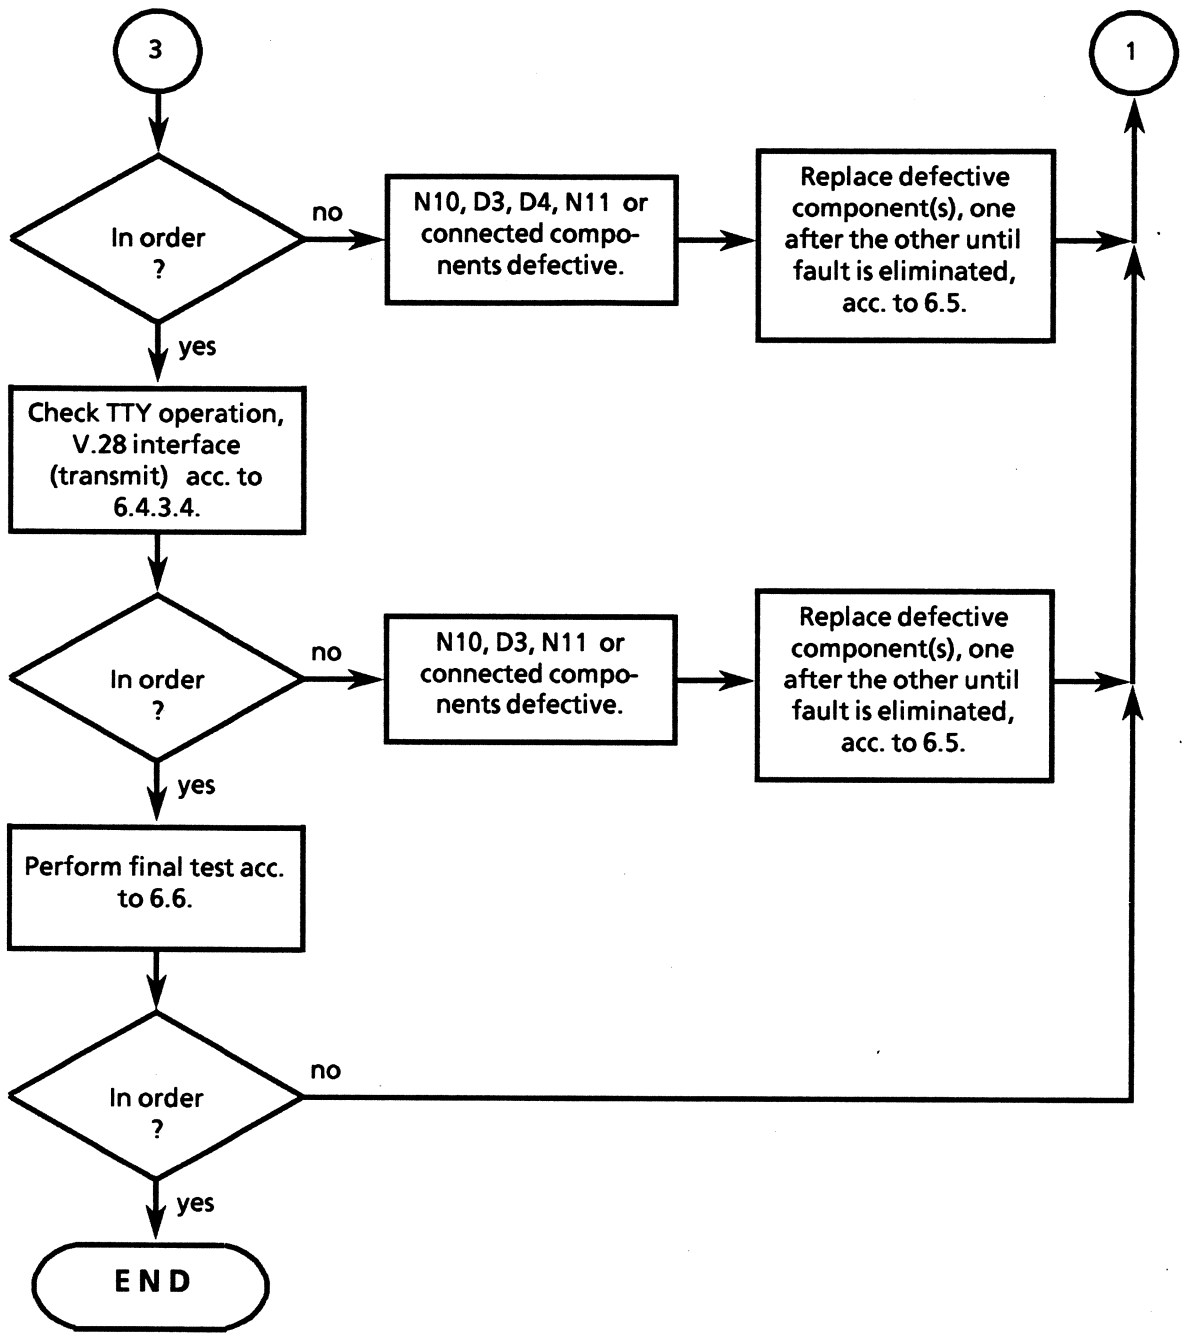 3
1
In order
?
no
N10, D3, D4, N11 or
connected compo-
nents defective.
Replace defective
component(s), one
after the other until
fault is eliminated,
acc. to 6.5.
yes
Check TTY operation,
V.28 interface
(transmit) acc. to
6.4.3.4.
In order
?
no
N10, D3, N11 or
connected compo-
nents defective.
Replace defective
component(s), one
after the other until
fault is eliminated,
acc. to 6.5.
yes
Perform final test acc.
to 6.6.
In order
?
no
yes
END